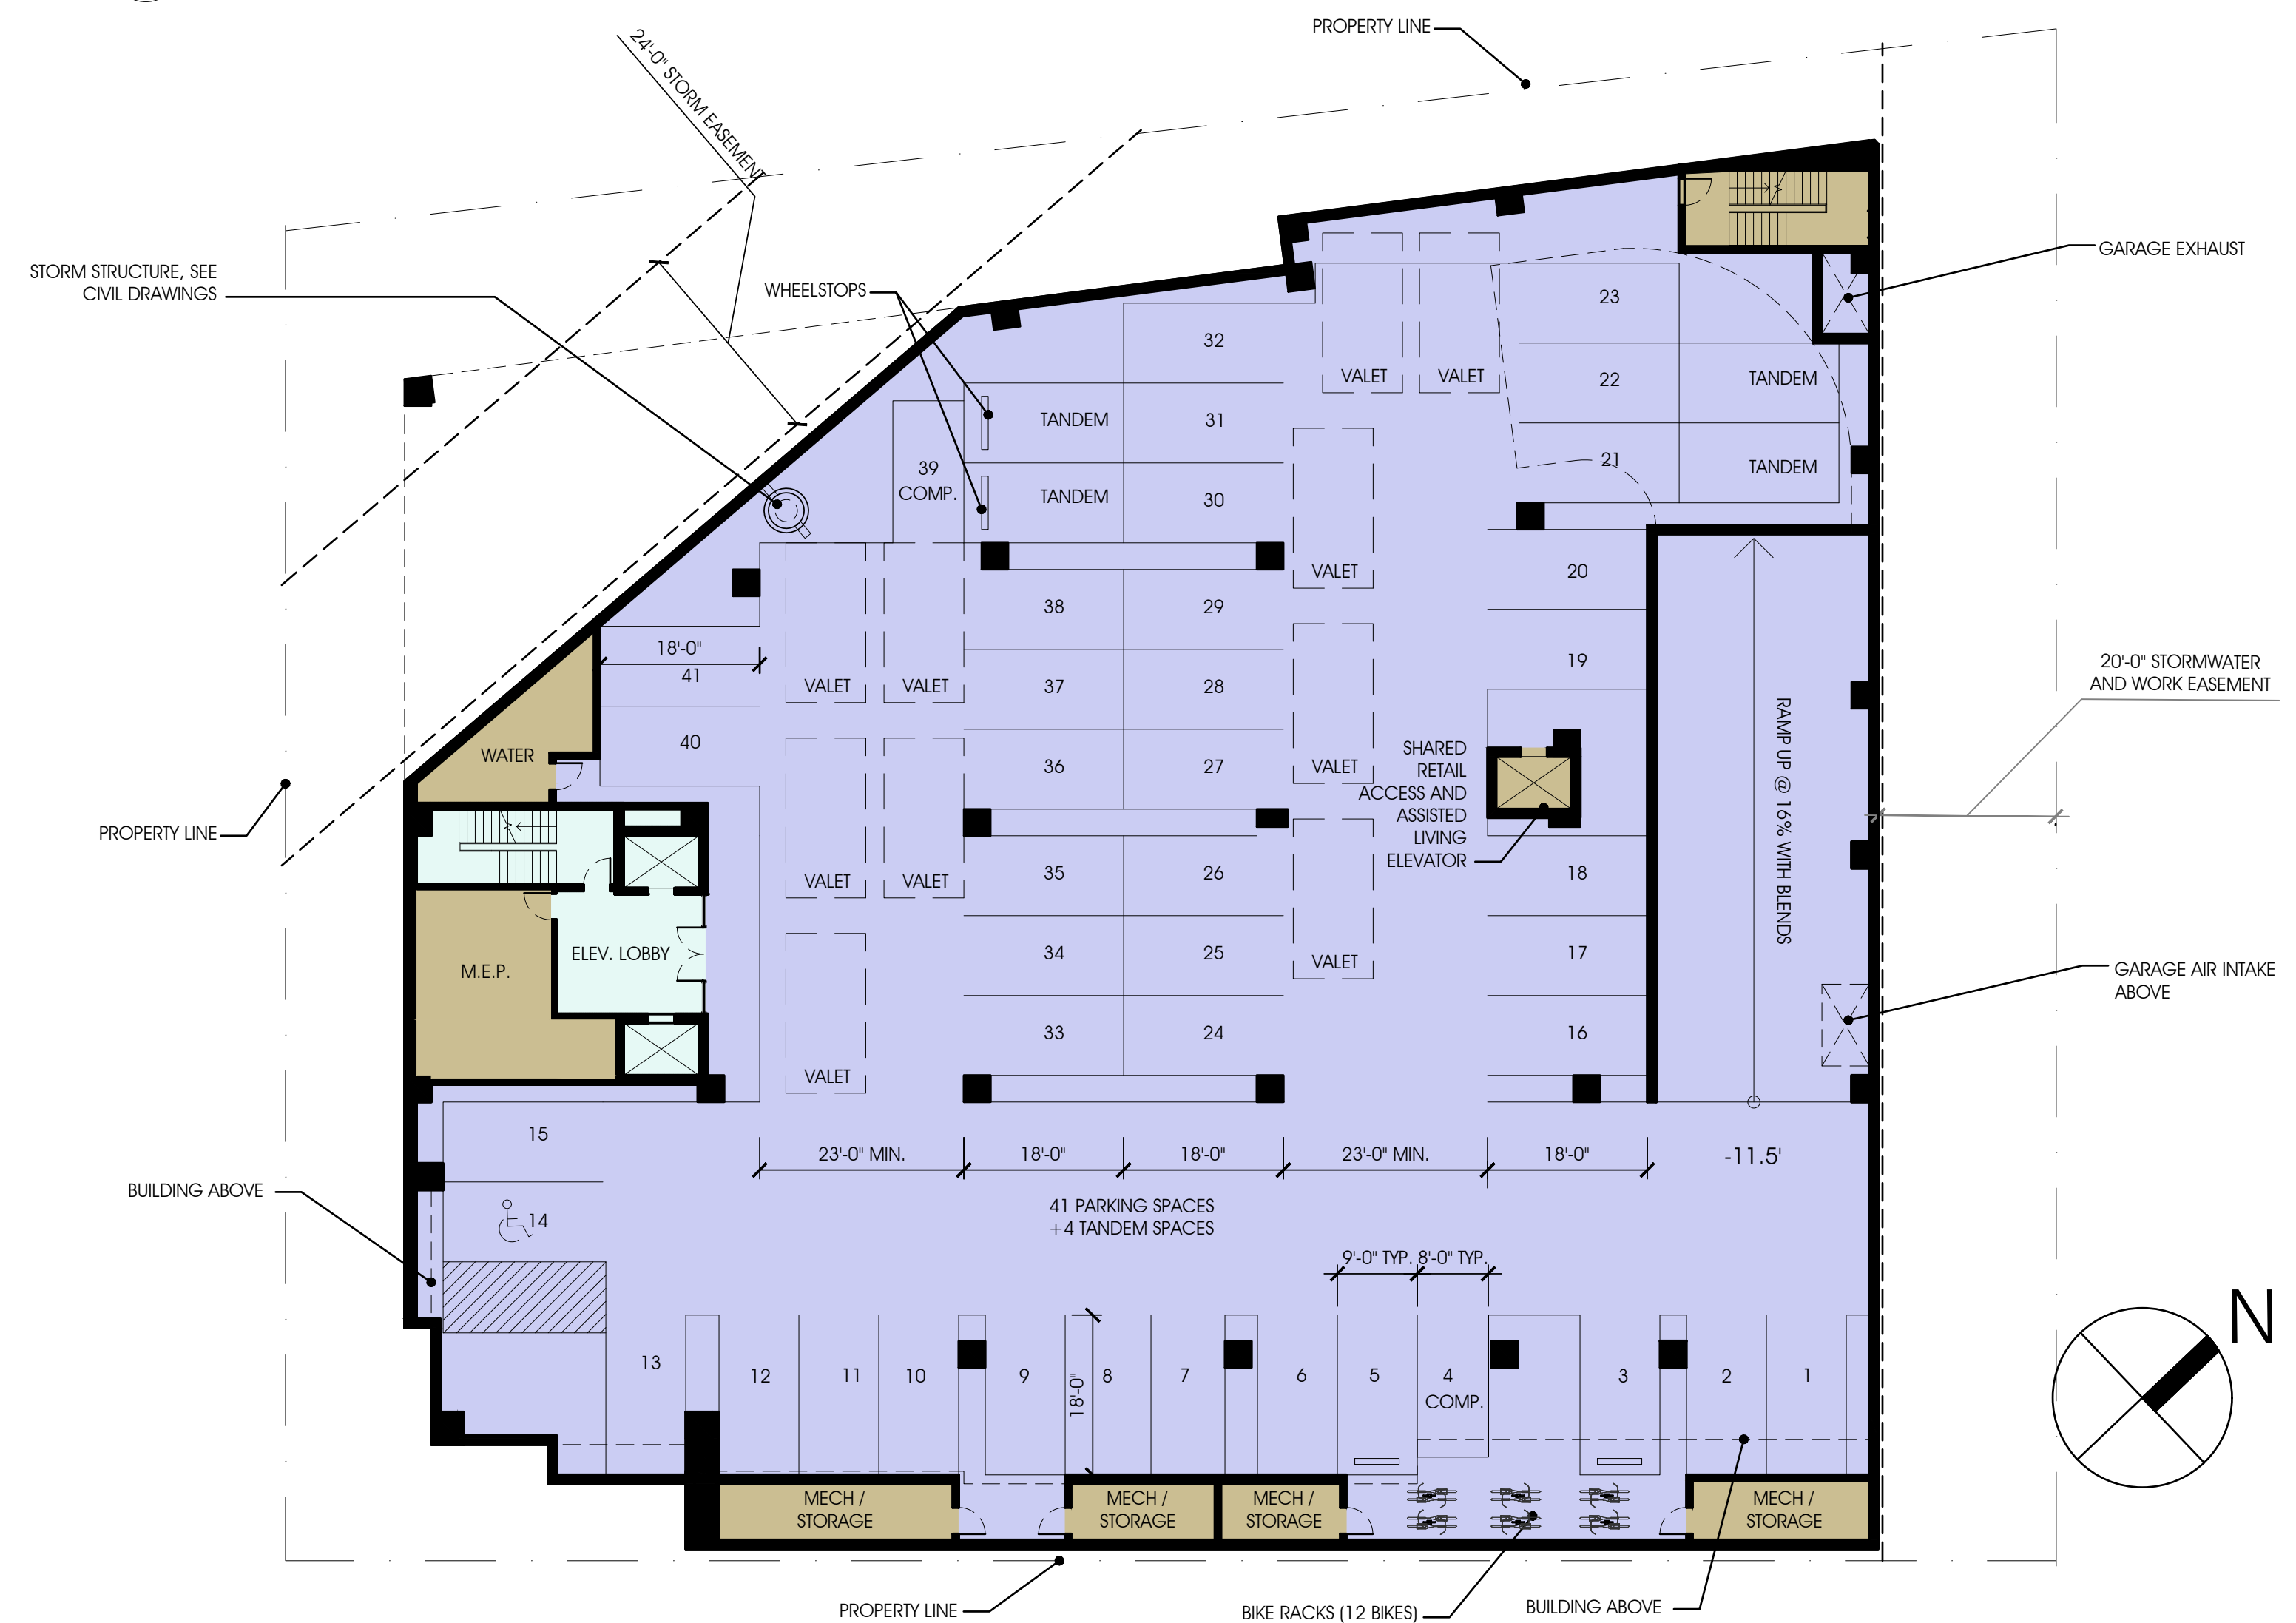 PROPERTY LINE
24'-0" STORM EASEMENT
STORM STRUCTURE, SEE
CIVIL DRAWINGS
WHEELSTOPS
GARAGE EXHAUST
23
32
VALET
VALET
22
TANDEM
TANDEM
31
39
COMP.
21
TANDEM
TANDEM
30
VALET
20
38
29
18'-0"
41
19
20'-0" STORMWATER
AND WORK EASEMENT
VALET
VALET
37
28
RAMP UP @ 16% WITH BLENDS
WATER
40
36
27
VALET
SHARED
RETAIL
ACCESS AND
ASSISTED
LIVING
ELEVATOR
PROPERTY LINE
VALET
VALET
35
26
18
M.E.P.
ELEV. LOBBY
34
25
VALET
17
GARAGE AIR INTAKE
ABOVE
33
24
16
VALET
15
23'-0" MIN.
18'-0"
18'-0"
23'-0" MIN.
18'-0"
-11.5'
BUILDING ABOVE
14
41 PARKING SPACES
+4 TANDEM SPACES
9'-0" TYP.
8'-0" TYP.
N
13
12
11
10
9
18'-0"
8
7
6
5
4
COMP.
3
2
1
MECH /
STORAGE
MECH /
STORAGE
MECH /
STORAGE
MECH /
STORAGE
PROPERTY LINE
BIKE RACKS (12 BIKES)
BUILDING ABOVE